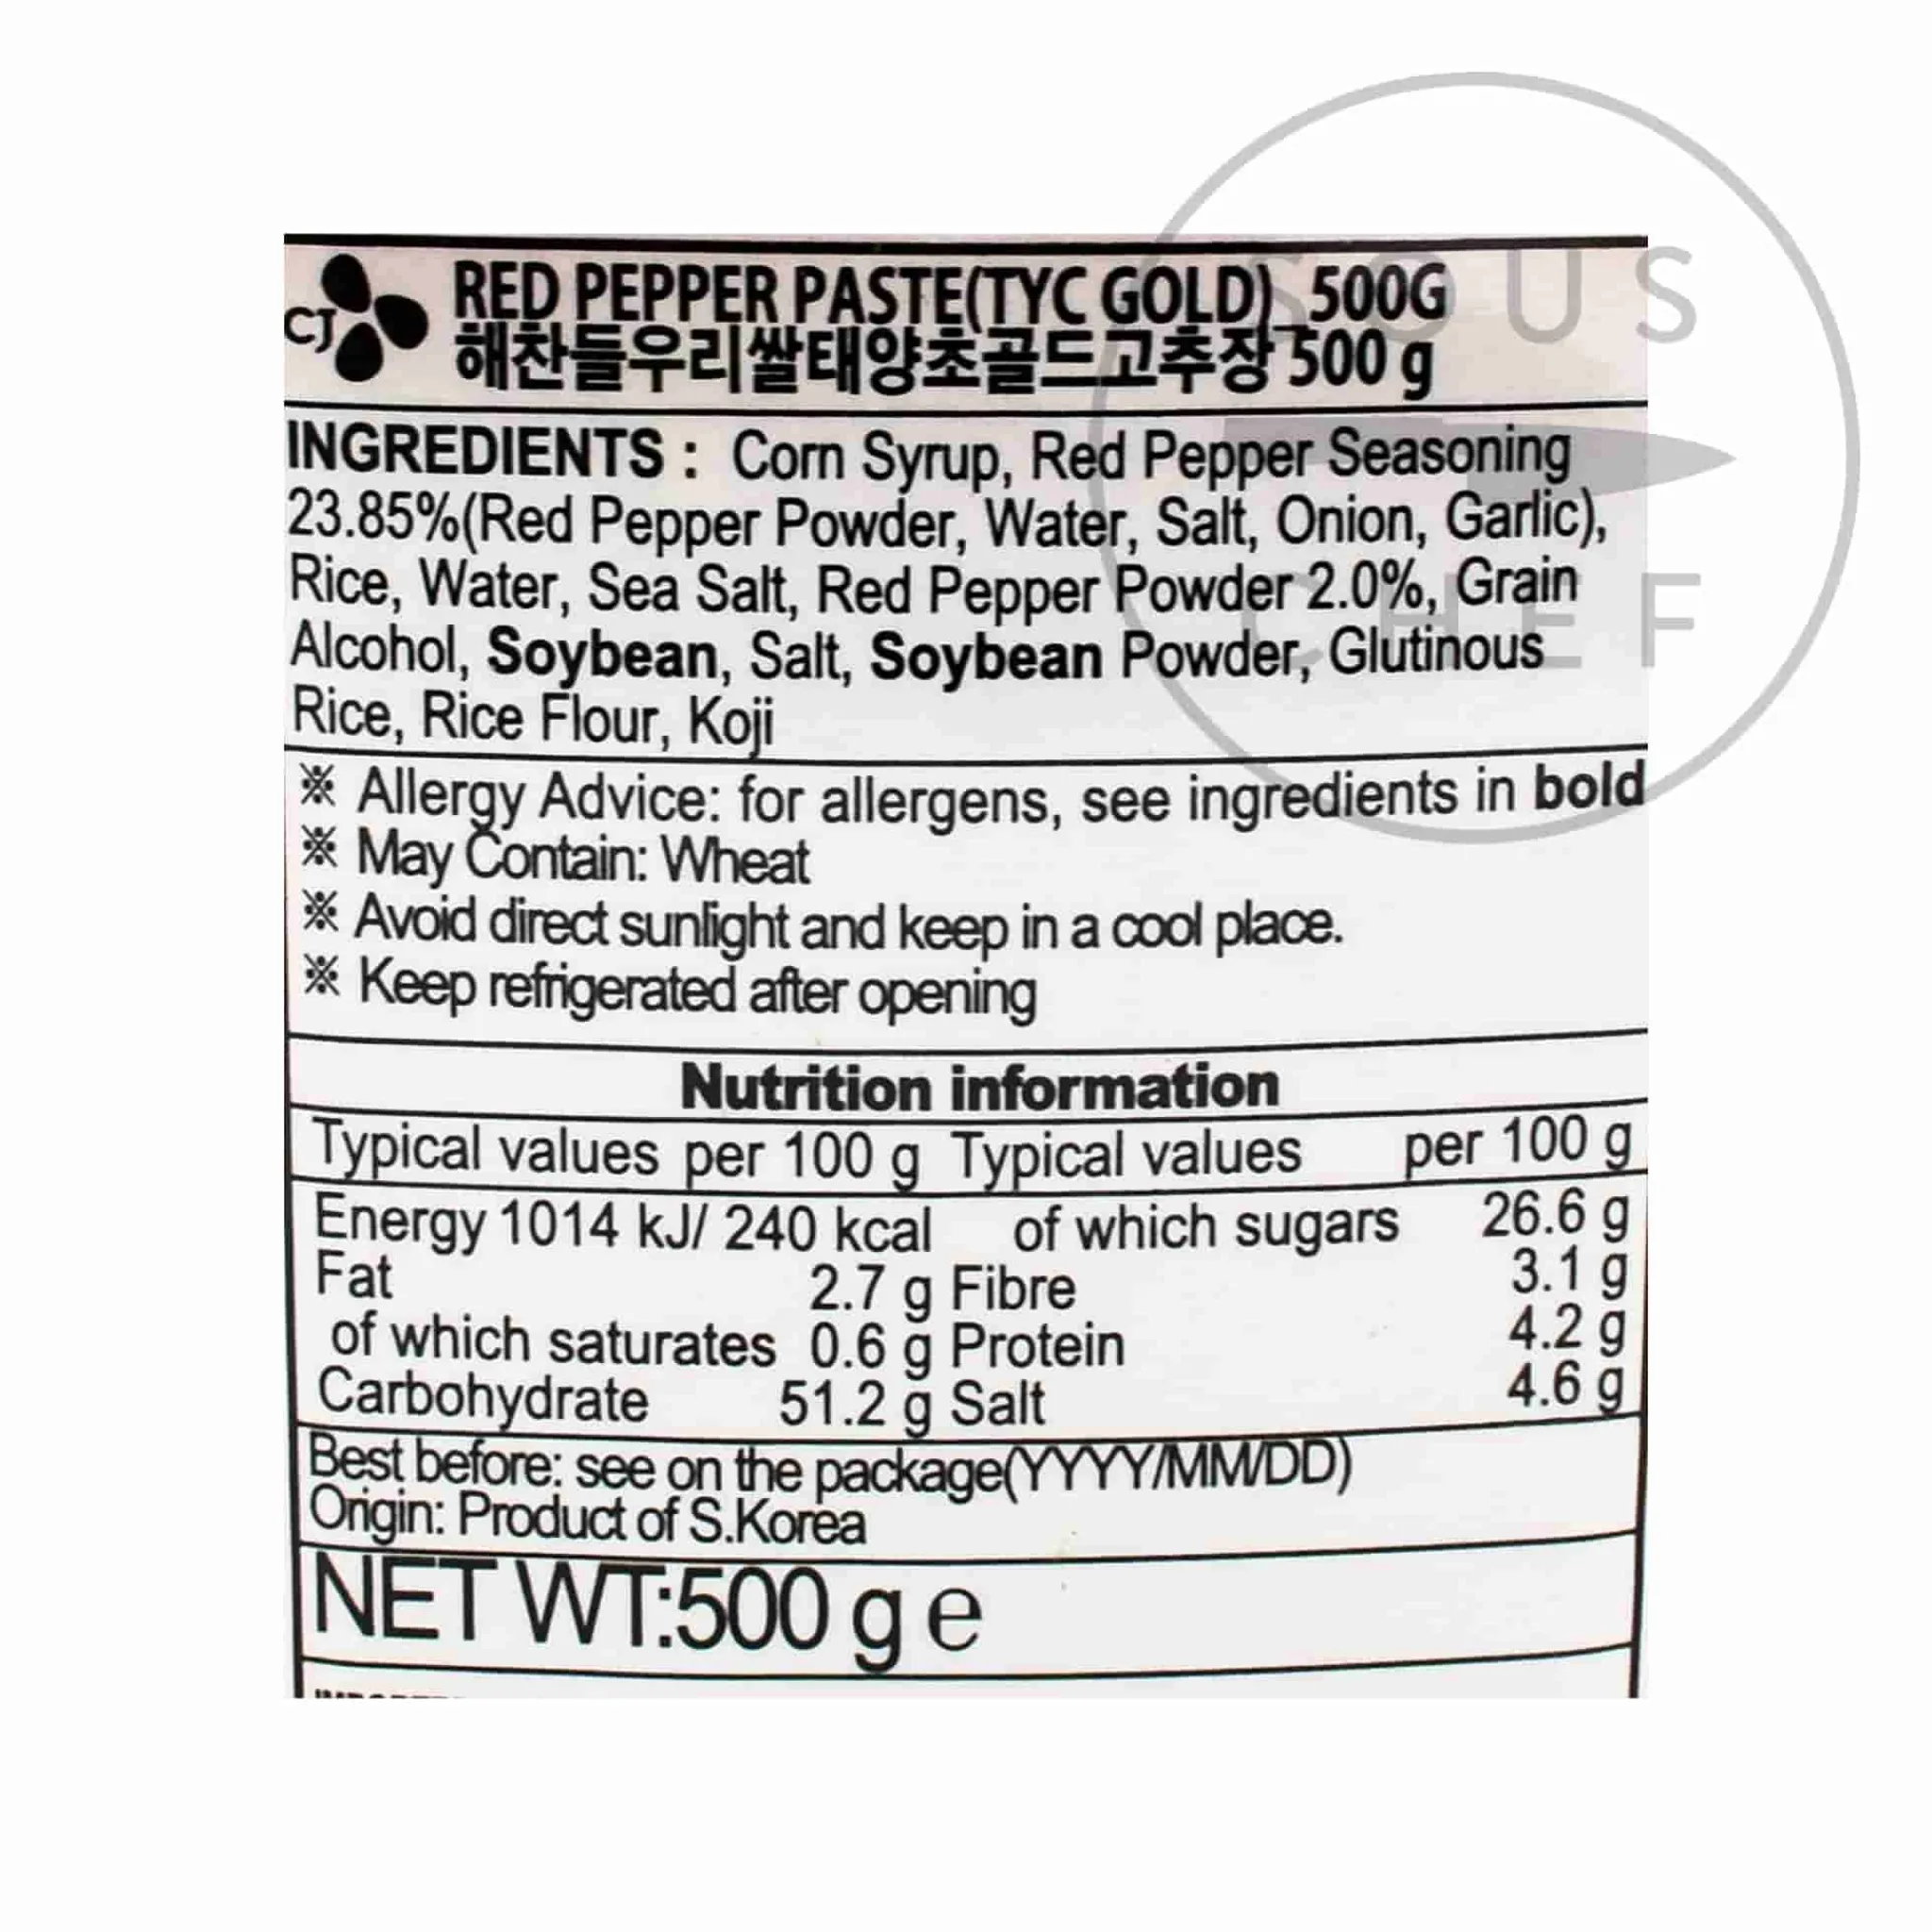 CJ
RED PEPPER PASTE(TYC GOLD)_500G
해찬들우리쌀태양초골드고추장 500 g
SOUS
CHEF
INGREDIENTS : Corn Syrup, Red Pepper Seasoning
23.85%(Red Pepper Powder, Water, Salt, Onion, Garlic),
Rice, Water, Sea Salt, Red Pepper Powder 2.0%, Grain
Alcohol, Soybean, Salt, Soybean Powder, Glutinous
Rice, Rice Flour, Koji
※ Allergy Advice: for allergens, see ingredients in bold
※ May Contain: Wheat
※ Avoid direct sunlight and keep in a cool place.
※ Keep refrigerated after opening
Nutrition information
Typical values per 100 g Typical values per 100 g
Energy 1014 kJ/ 240 kcal of which sugars 26.6 g
Fat 2.7 g Fibre 3.1 g
of which saturates 0.6 g Protein 4.2 g
Carbohydrate 51.2 g Salt 4.6 g
Best before: see on the package(YYYY/MM/DD)
Origin: Product of S.Korea
NET WT:500 g e